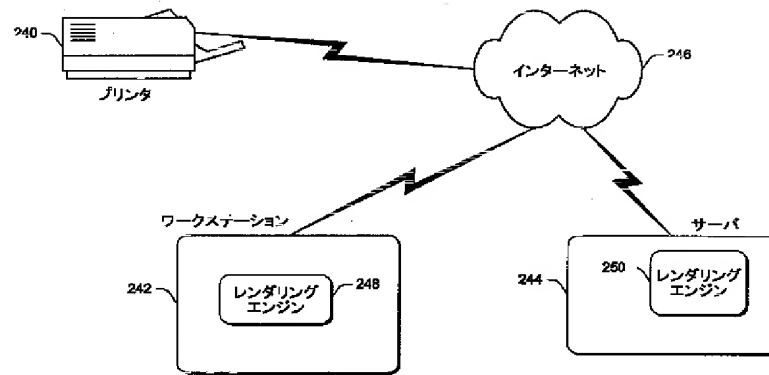 240
プリンタ
インターネット
246
ワークステーション
242
レンダリング
エンジン
248
サーバ
244
250
レンダリング
エンジン